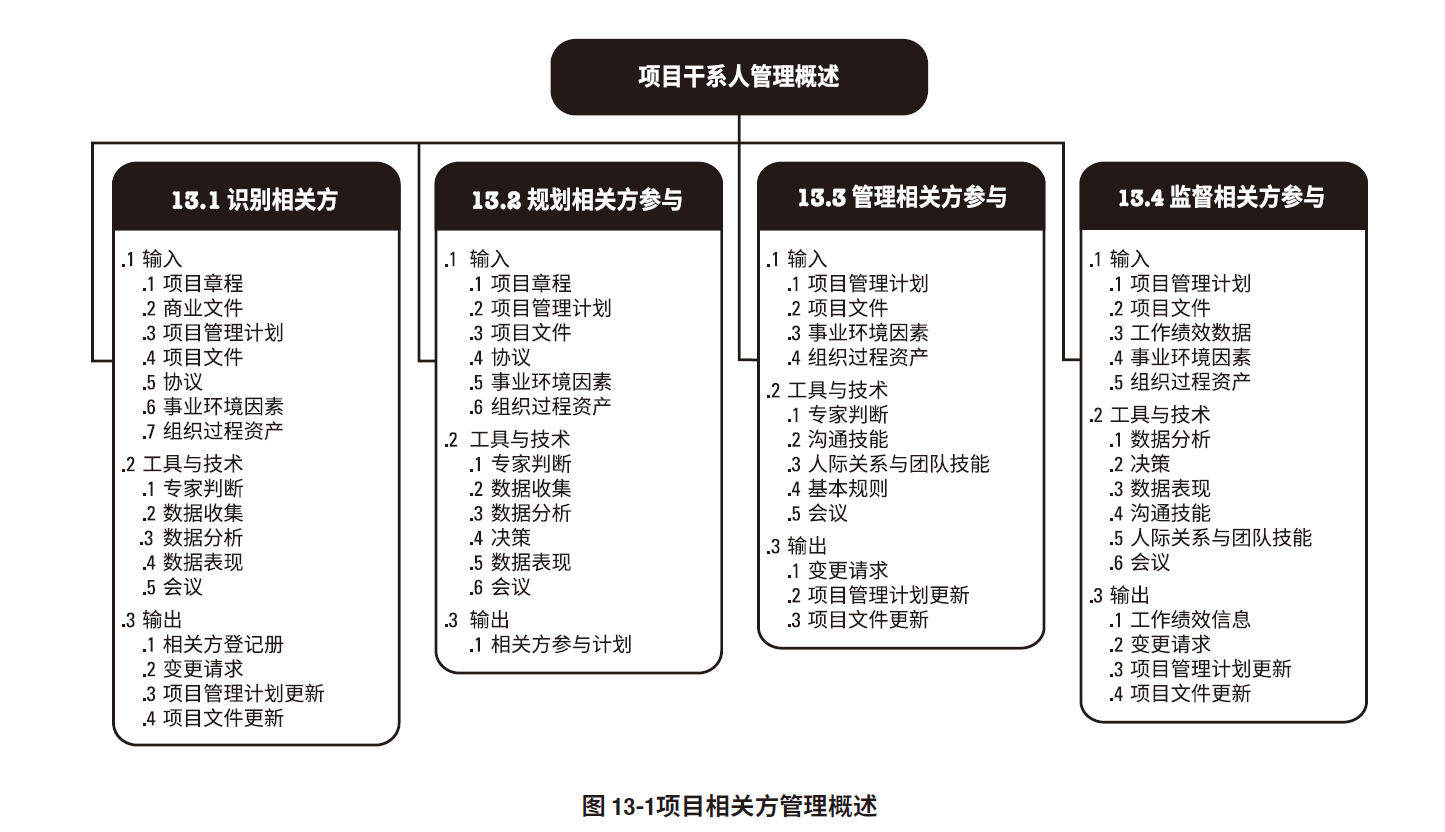 项目干系人管理概述
13.1 识别相关方
.1 输入
.1 项目章程
.2 商业文件
.3 项目管理计划
.4 项目文件
.5 协议
.6 事业环境因素
.7 组织过程资产
.2 工具与技术
.1 专家判断
.2 数据收集
.3 数据分析
.4 数据表现
.5 会议
.3 输出
.1 相关方登记册
.2 变更请求
.3 项目管理计划更新
.4 项目文件更新
13.2 规划相关方参与
.1 输入
.1 项目章程
.2 项目管理计划
.3 项目文件
.4 协议
.5 事业环境因素
.6 组织过程资产
.2 工具与技术
.1 专家判断
.2 数据收集
.3 数据分析
.4 决策
.5 数据表现
.6 会议
.3 输出
.1 相关方参与计划
13.3 管理相关方参与
.1 输入
.1 项目管理计划
.2 项目文件
.3 事业环境因素
.4 组织过程资产
.2 工具与技术
.1 专家判断
.2 沟通技能
.3 人际关系与团队技能
.4 基本规则
.5 会议
.3 输出
.1 变更请求
.2 项目管理计划更新
.3 项目文件更新
13.4 监督相关方参与
.1 输入
.1 项目管理计划
.2 项目文件
.3 工作绩效数据
.4 事业环境因素
.5 组织过程资产
.2 工具与技术
.1 数据分析
.2 决策
.3 数据表现
.4 沟通技能
.5 人际关系与团队技能
.6 会议
.3 输出
.1 工作绩效信息
.2 变更请求
.3 项目管理计划更新
.4 项目文件更新
图 13-1项目相关方管理概述